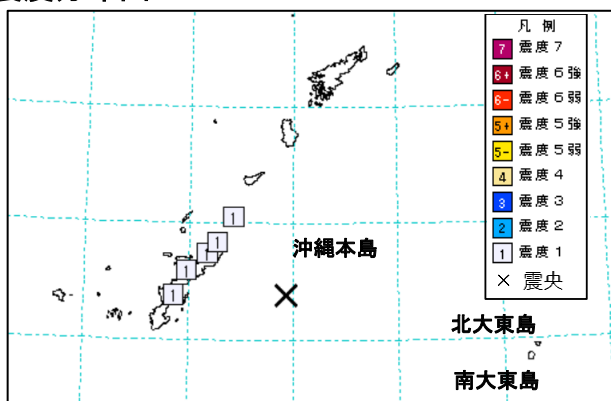 凡例
7 震度7
6+ 震度6強
6- 震度6弱
5+ 震度5強
5- 震度5弱
4 震度4
3 震度3
2 震度2
1 震度1
× 震央
1
1
1
1
1
沖縄本島
北大東島
南大東島